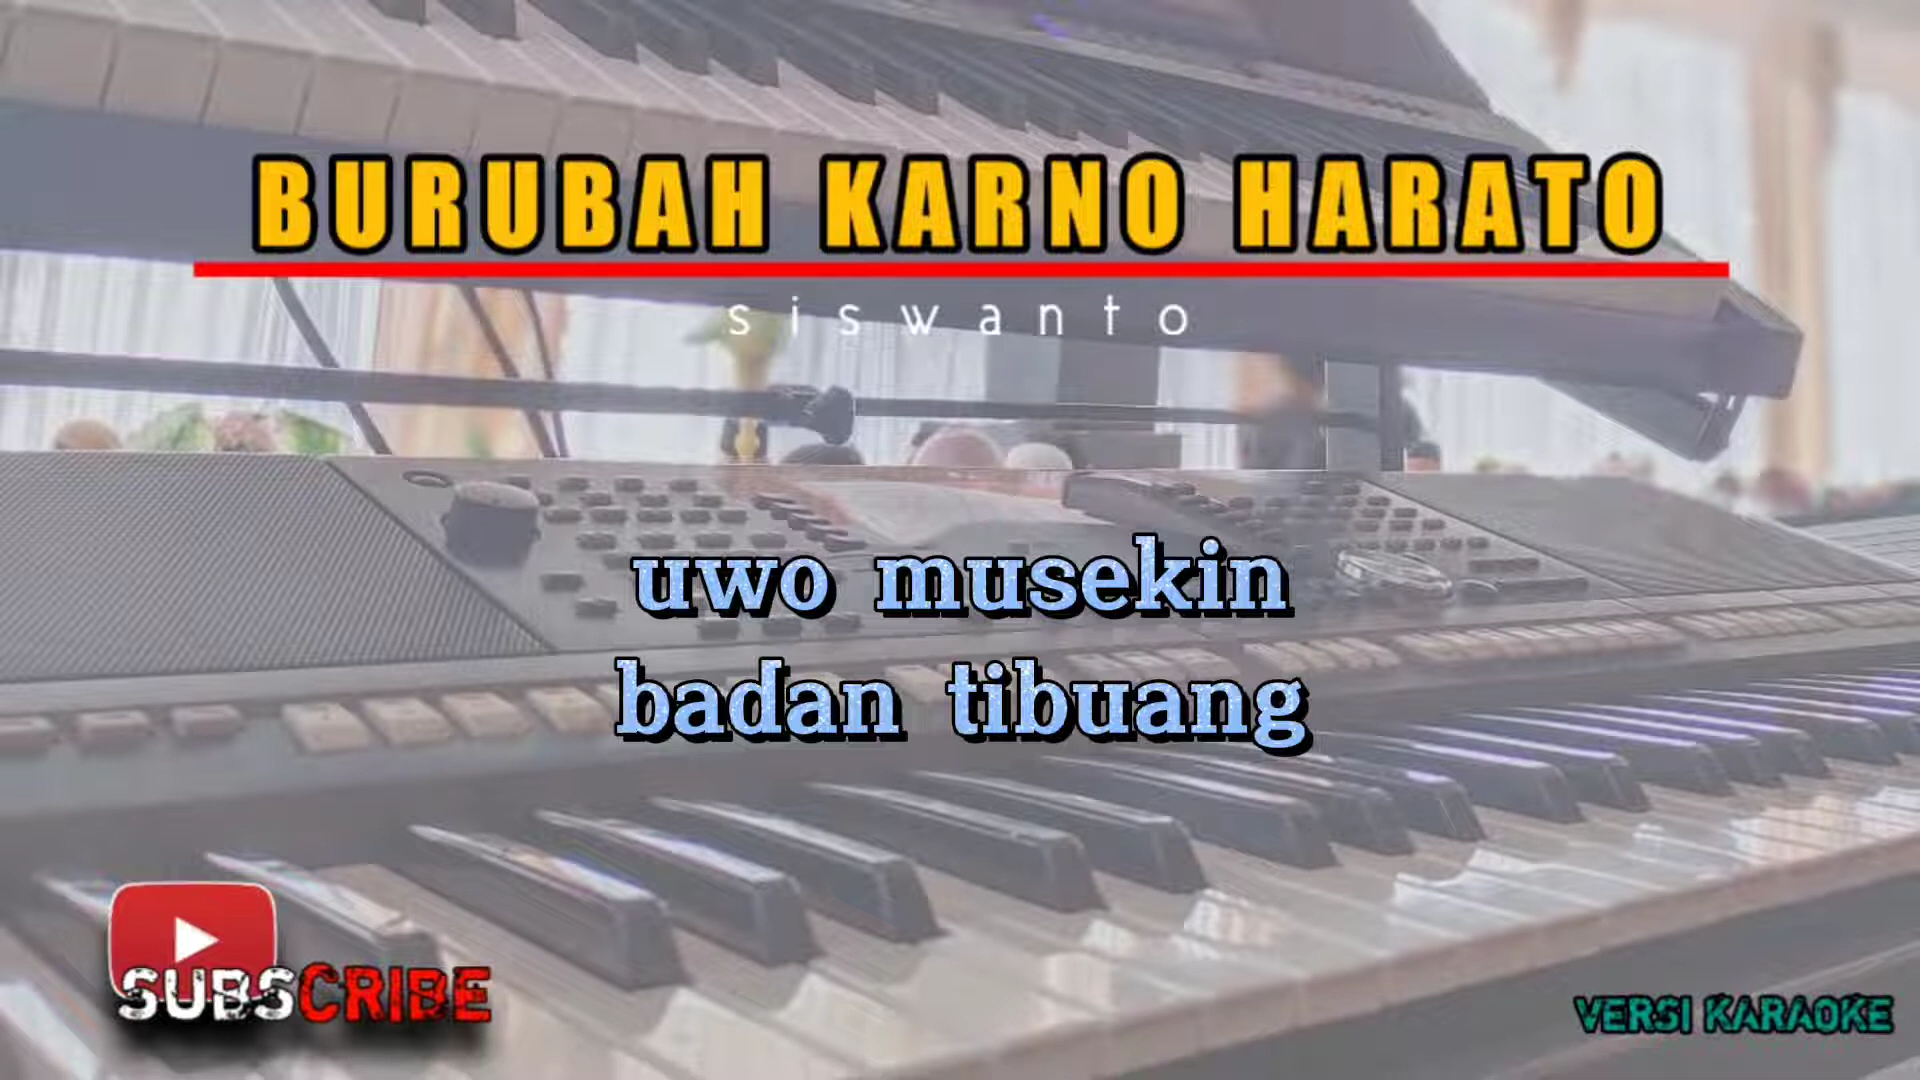 BURUBAH KARNO HARATO
siswanto
uwo musekin
badan tibuang
SUBSCRIBE
VERSI KARAOKE